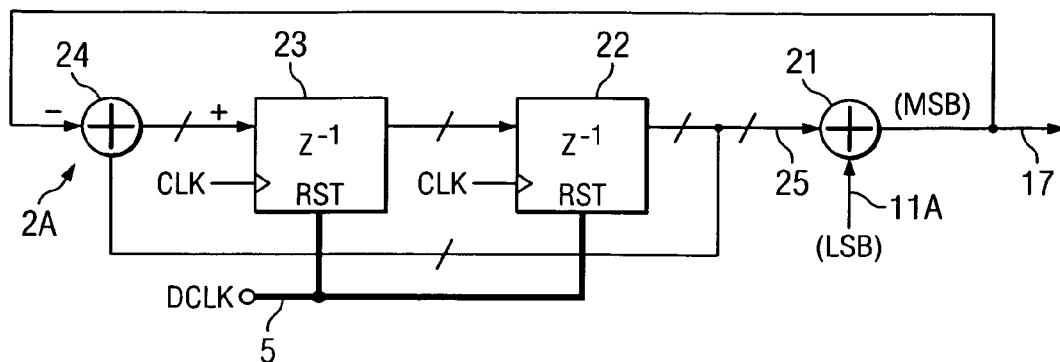 24
23
22
21
−
+
(MSB)
Z-1
Z-1
25
17
CLK
CLK
RST
RST
2A
11A
(LSB)
DCLK
5